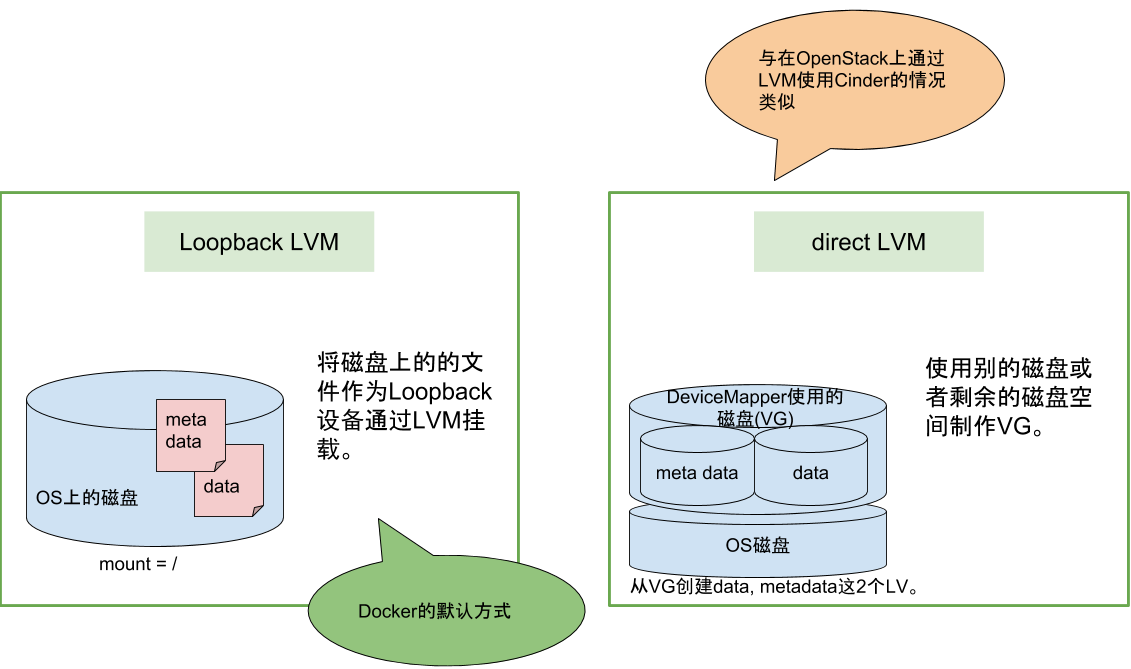 与在OpenStack上通过
LVM使用Cinder的情况
类似
Loopback LVM
将磁盘上的的文
件作为Loopback
设备通过LVM挂
载。
meta
data
data
OS上的磁盘
mount = /
Docker的默认方式
direct LVM
使用别的磁盘或
者剩余的磁盘空
间制作VG。
DeviceMapper使用的
磁盘(VG)
meta data
data
OS磁盘
从VG创建data, metadata这2个LV。